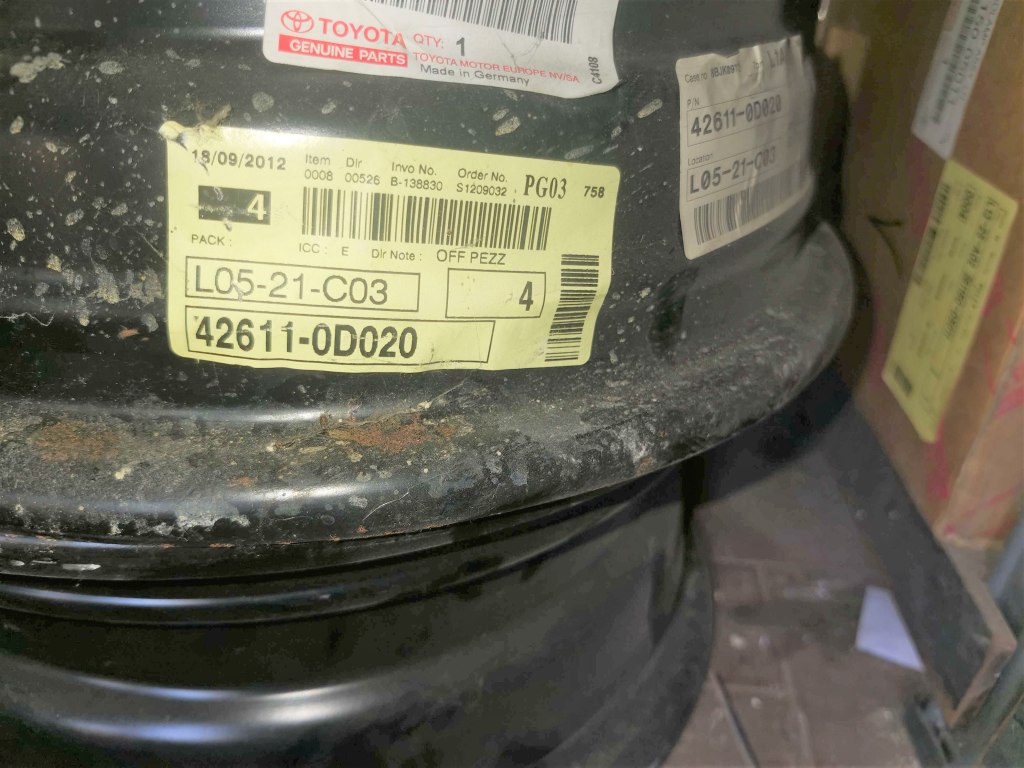 TOYOTA QTY: 1
GENUINE PARTS TOYOTA MOTOR EUROPE NV/SA
Made in Germany
C4108
18/09/2012 Item Dlr Invo No. Order No. PG03 758
0008 00526 B-138830 S1209032
4
PACK : ICC : E Dlr Note : OFF PEZZ
L05-21-C03 4
42611-0D020
Case no
P/N
42611-0D020
Location
L05-21-C03